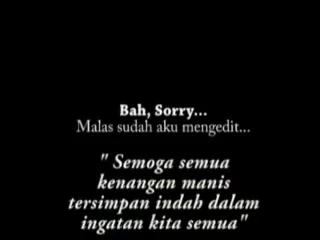 Bah, Sorry...
Malas sudah aku mengedit...
" Semoga semua
kenangan manis
tersimpan indah dalam
ingatan kita semua"